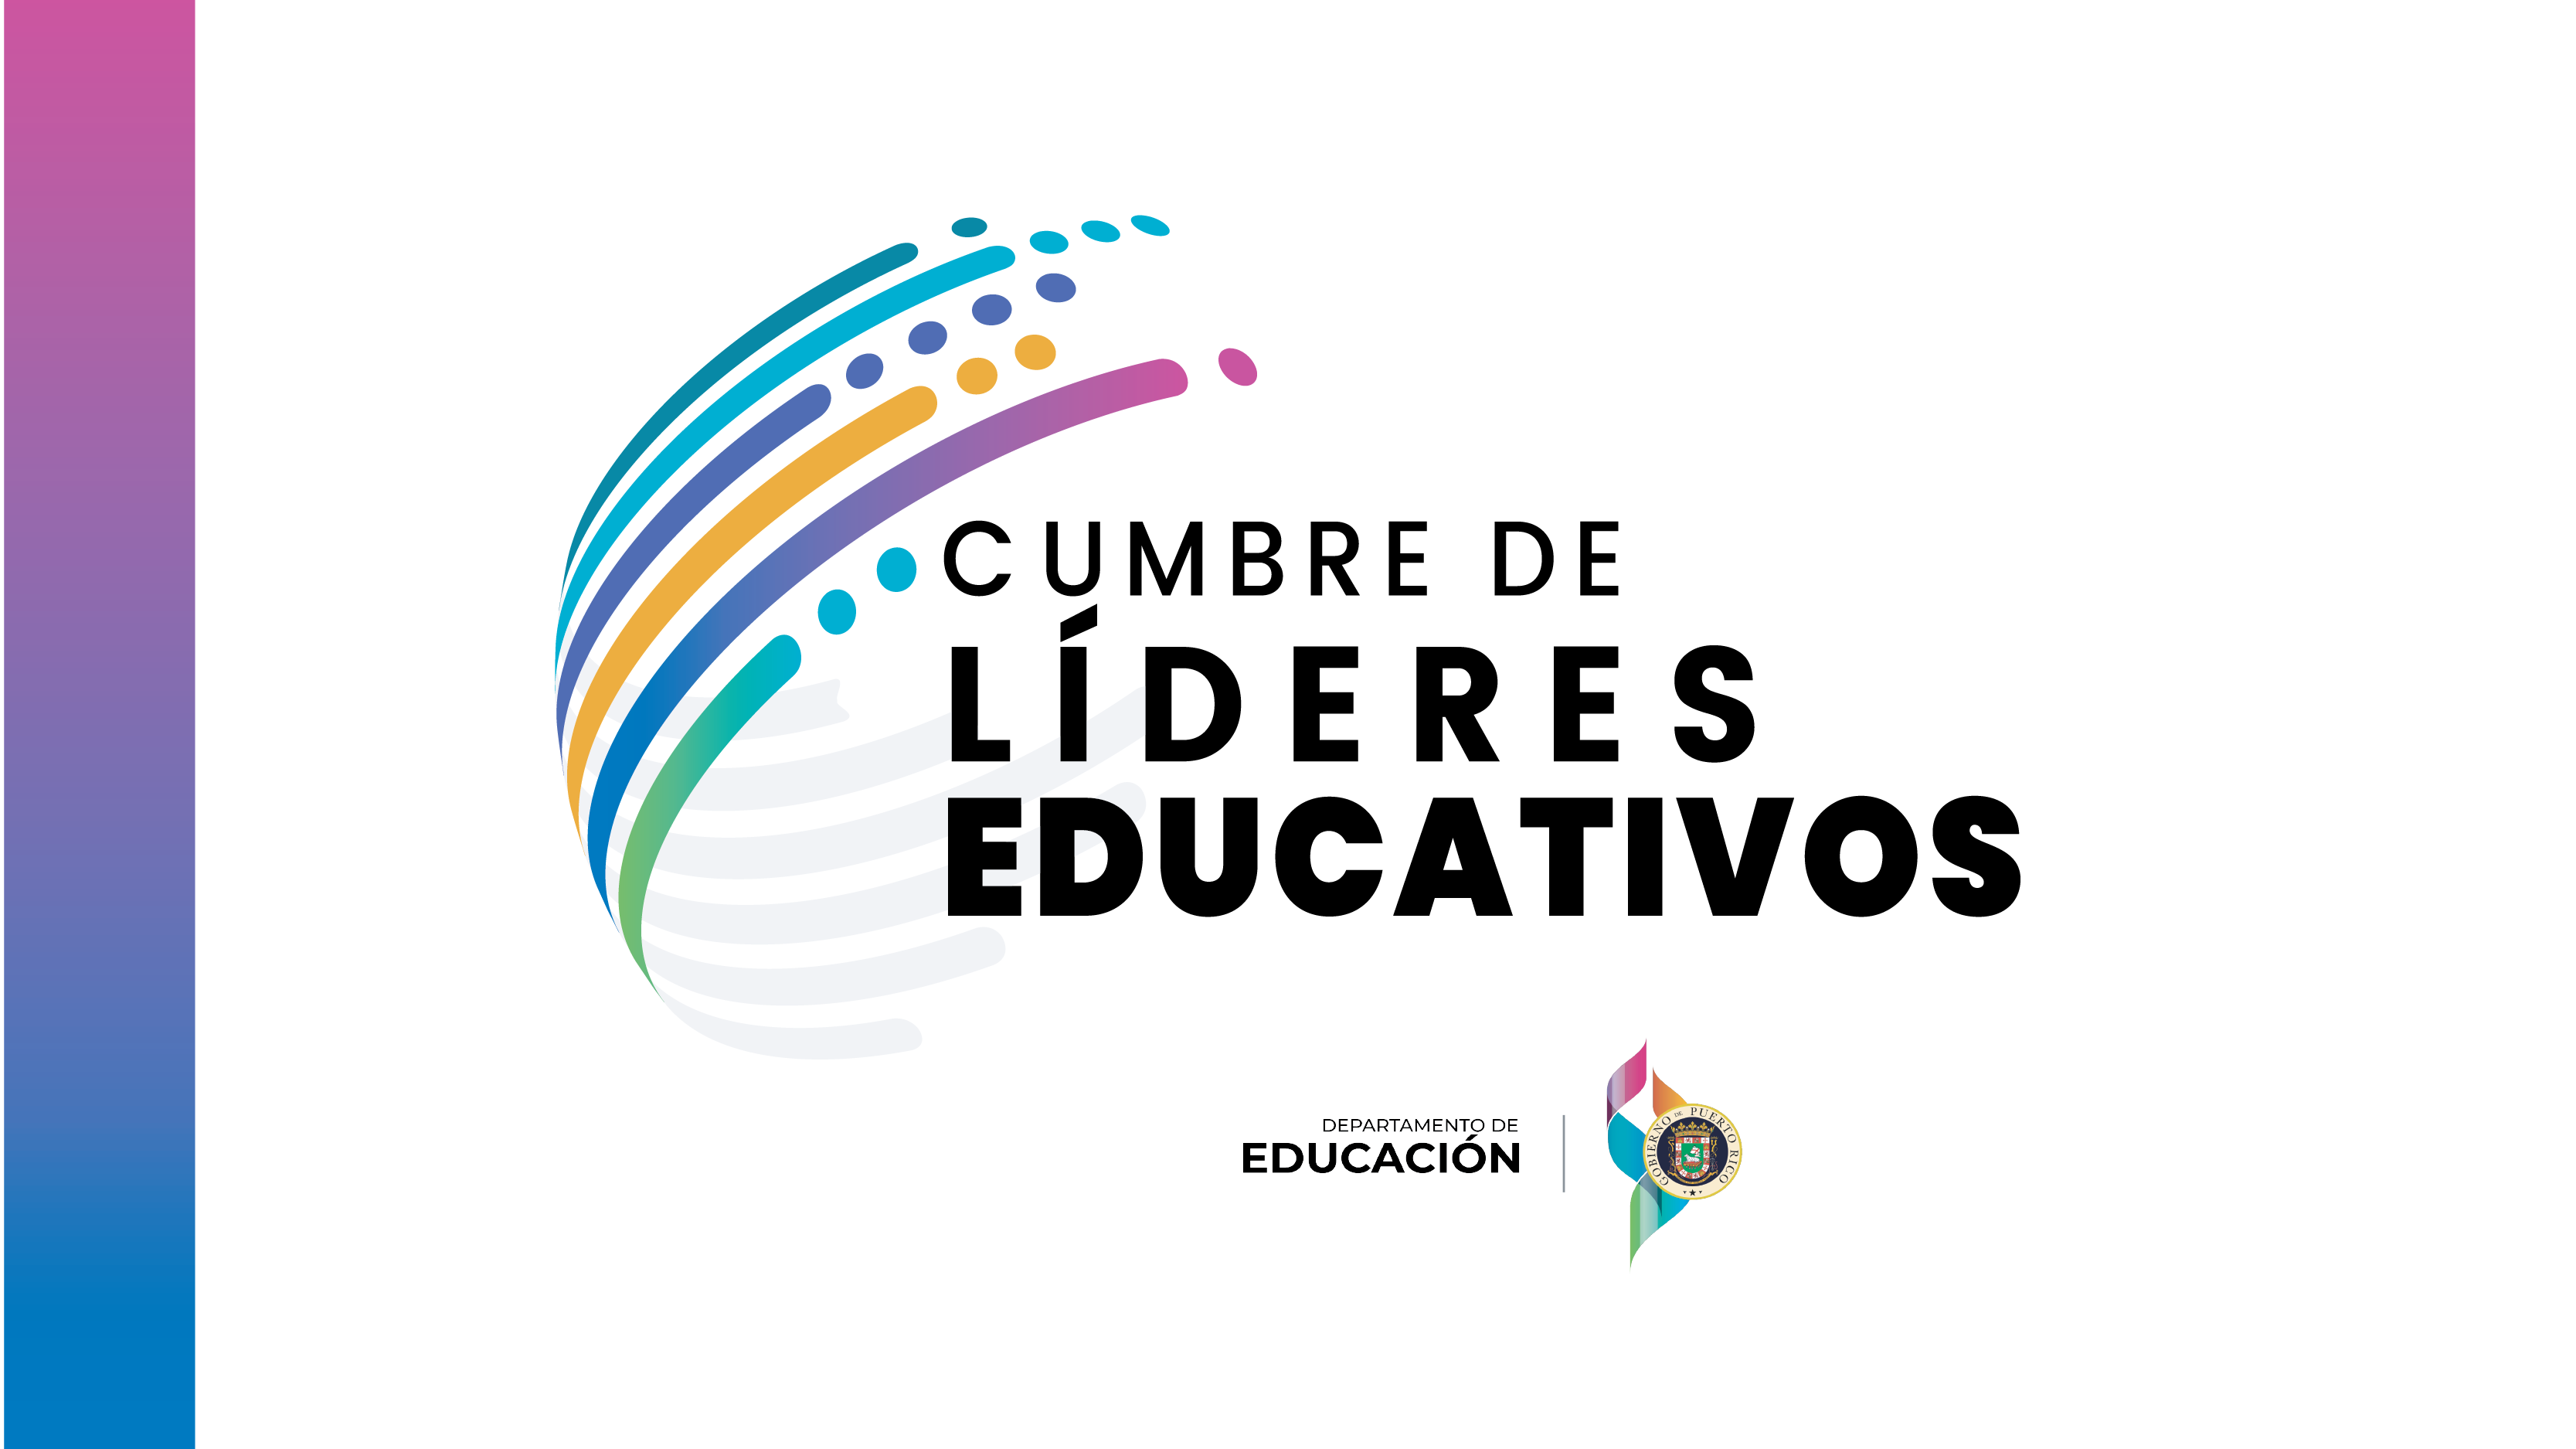 CUMBRE DE
LÍDERES
EDUCATIVOS
DEPARTAMENTO DE
EDUCACIÓN
GOBIERNO DE PUERTO RICO